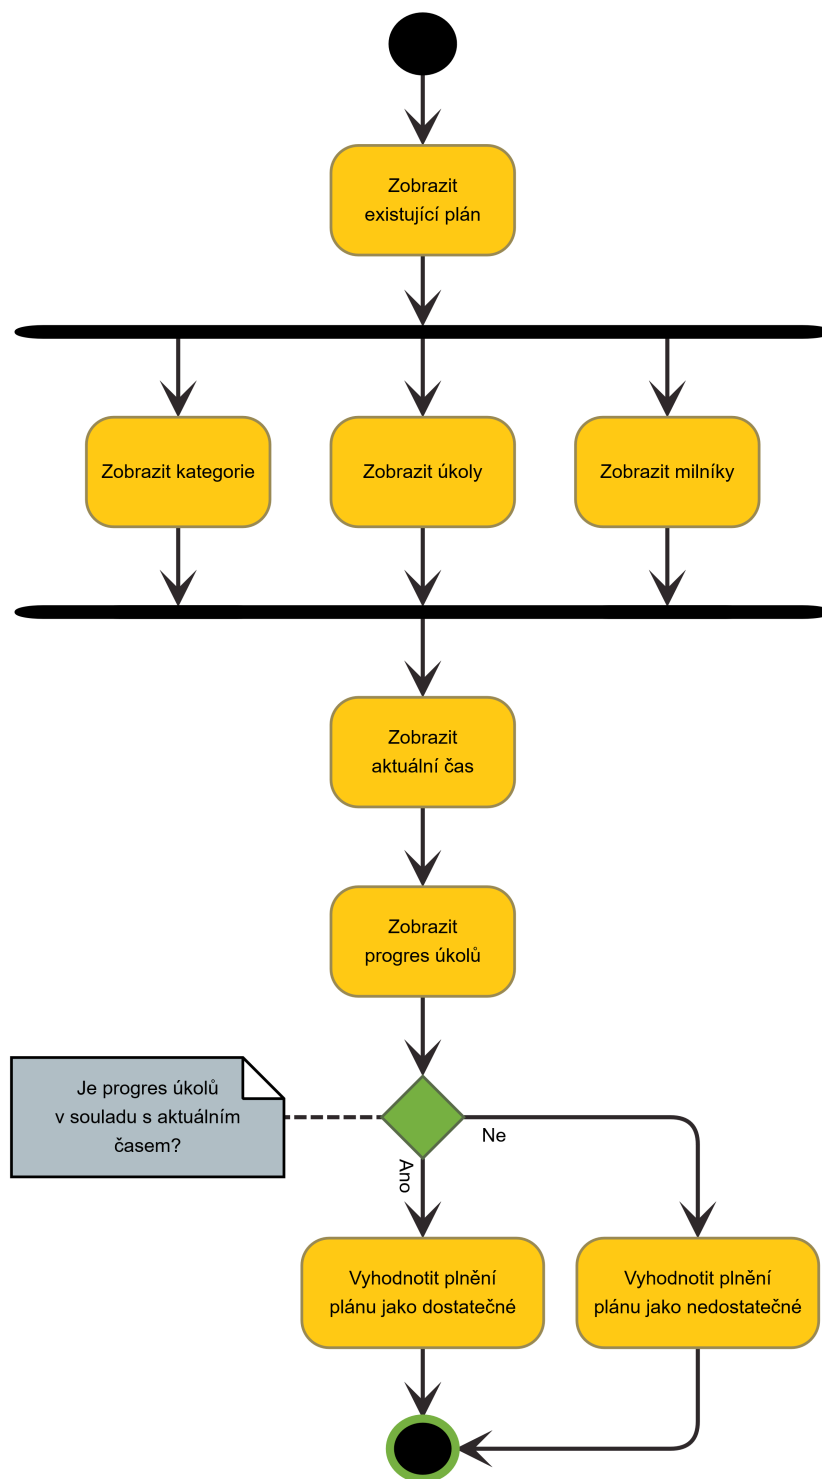 Zobrazit
existující plán
Zobrazit kategorie
Zobrazit úkoly
Zobrazit milníky
Zobrazit
aktuální čas
Zobrazit
progres úkolů
Je progres úkolů
v souladu s aktuálním
časem?
Ne
Ano
Vyhodnotit plnění
plánu jako dostatečné
Vyhodnotit plnění
plánu jako nedostatečné